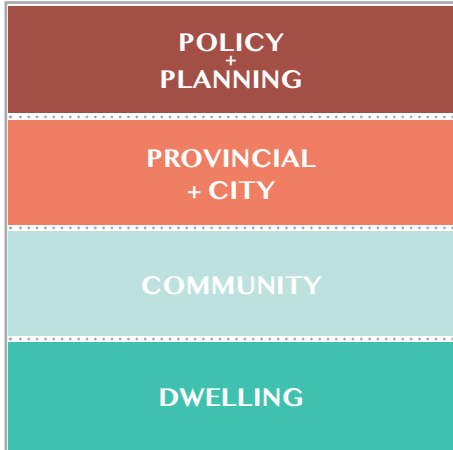 POLICY
+
PLANNING
PROVINCIAL
+ CITY
COMMUNITY
DWELLING